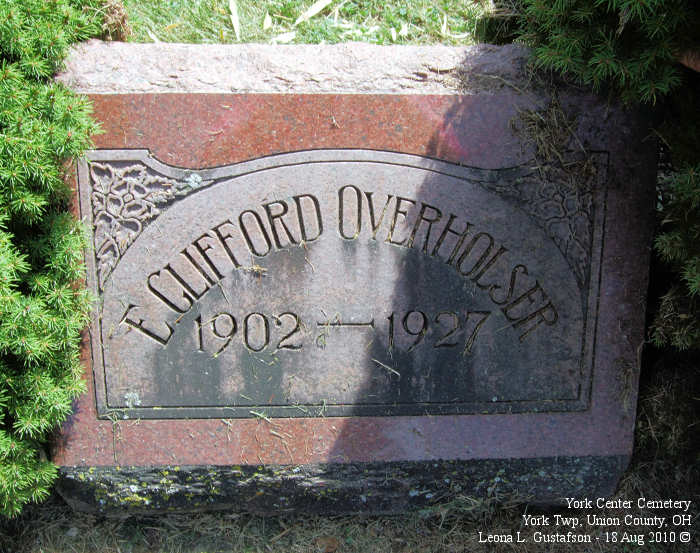 E CLIFFORD OVERHOLSER
1902 — 1927
York Center Cemetery
York Twp, Union County, OH
Leona L. Gustafson - 18 Aug 2010 ©